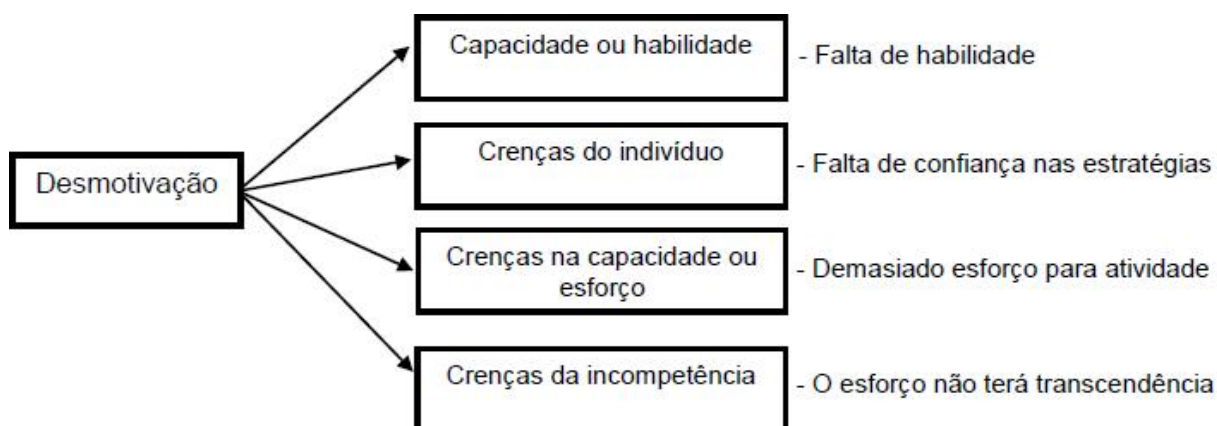 Capacidade ou habilidade
- Falta de habilidade
Crenças do indivíduo
- Falta de confiança nas estratégias
Desmotivação
Crenças na capacidade ou
esforço
- Demasiado esforço para atividade
Crenças da incompetência
- O esforço não terá transcendência